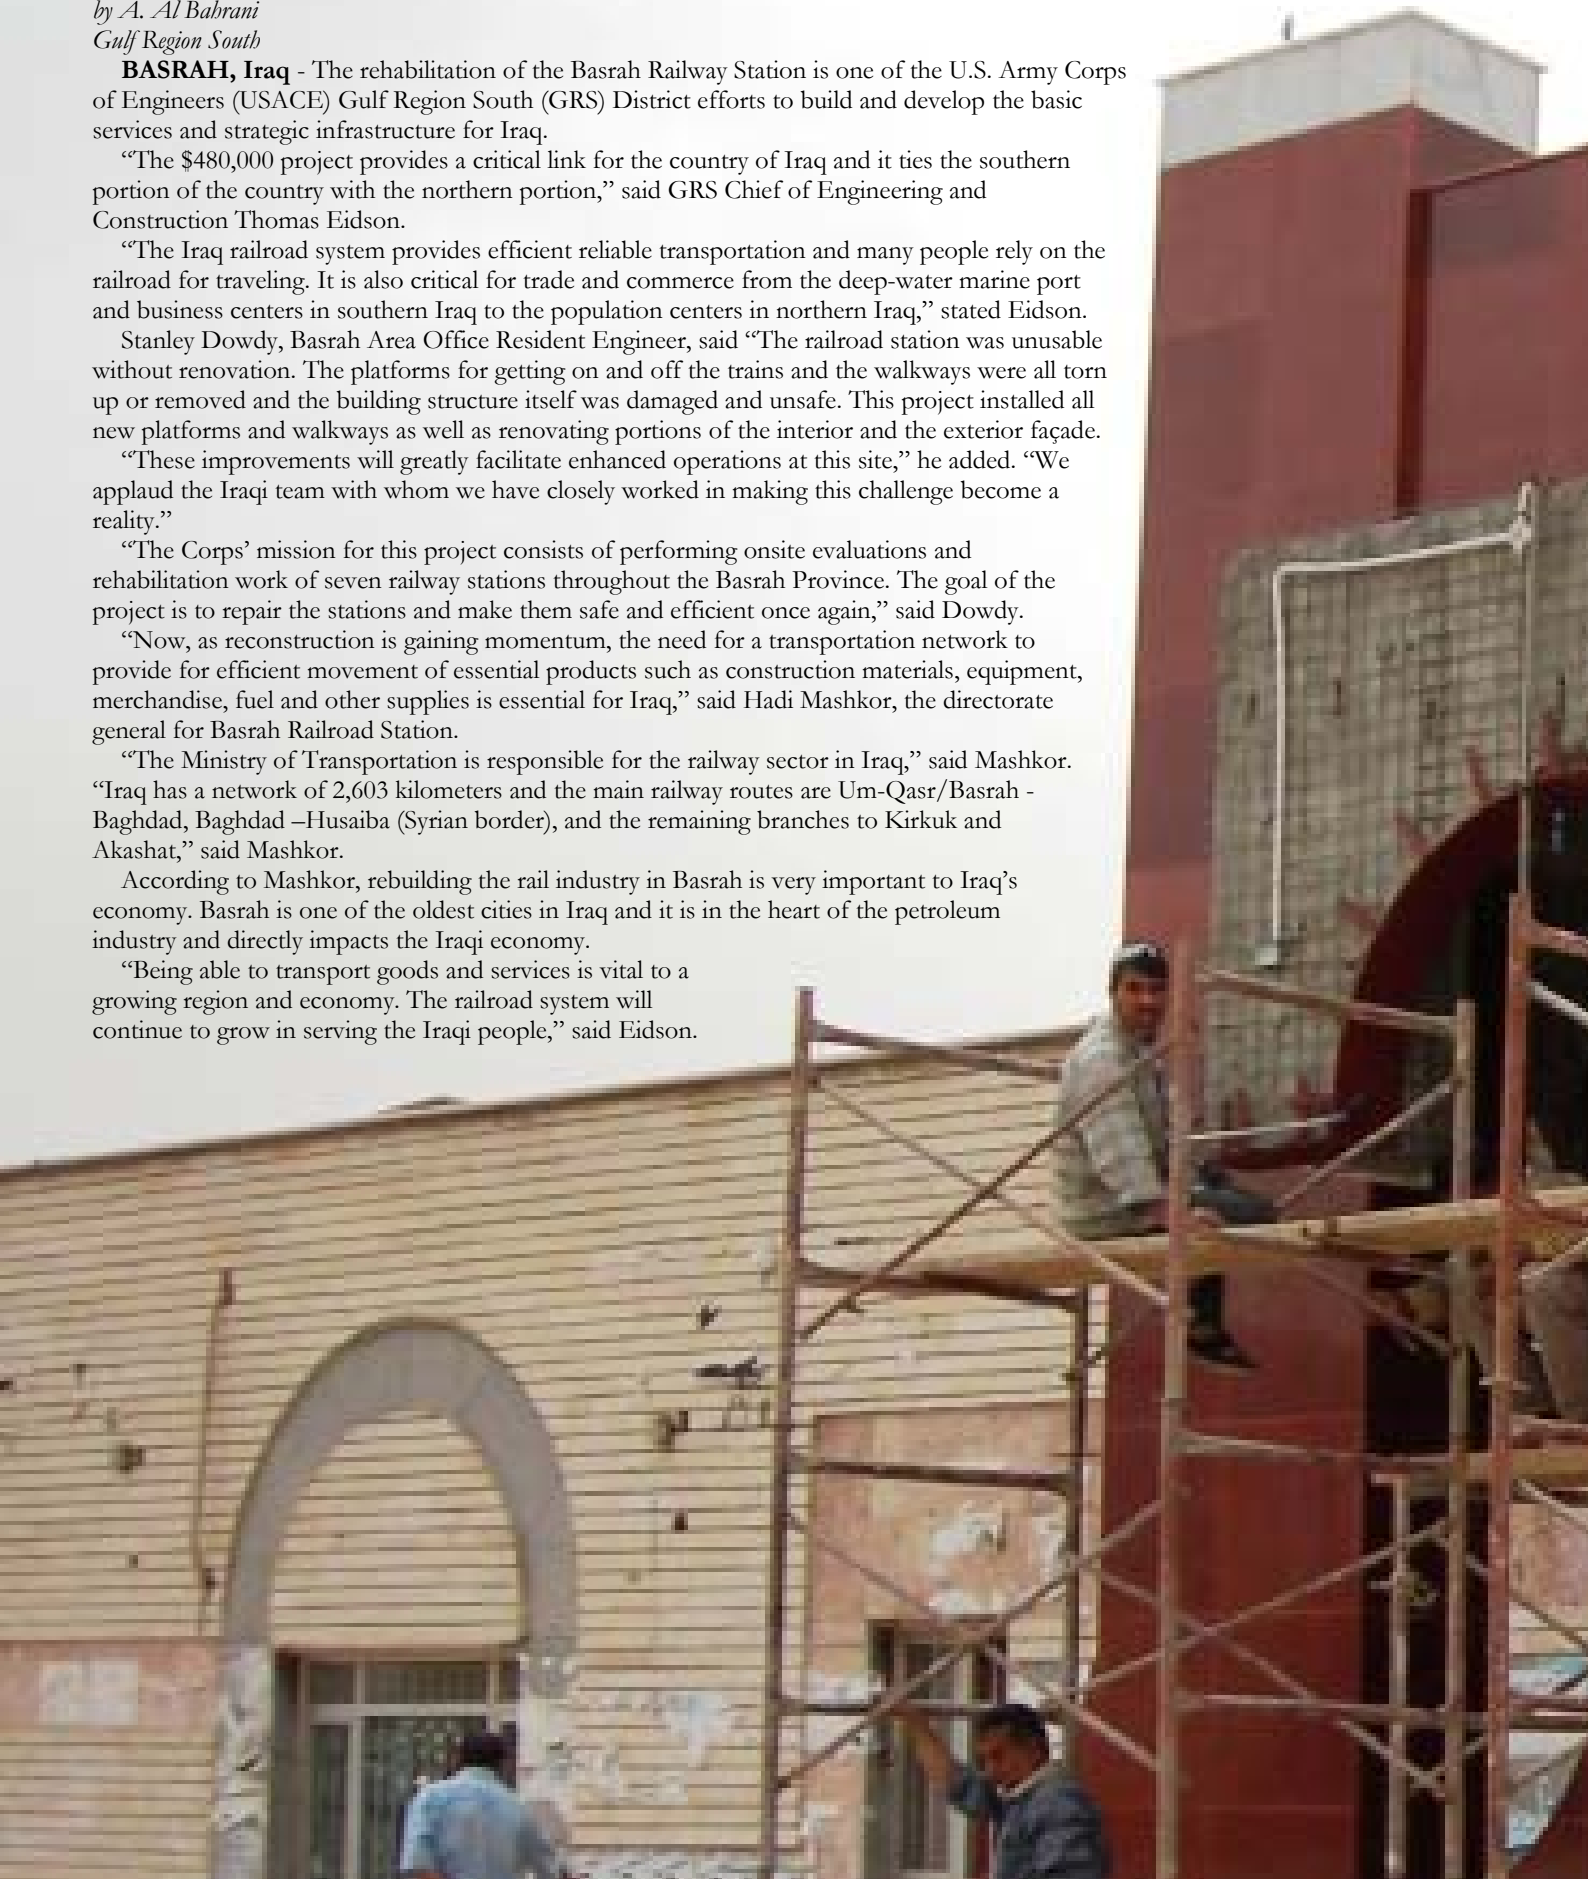 by A. Al Bahrani
Gulf Region South
BASRAH, Iraq - The rehabilitation of the Basrah Railway Station is one of the U.S. Army Corps
of Engineers (USACE) Gulf Region South (GRS) District efforts to build and develop the basic
services and strategic infrastructure for Iraq.
“The $480,000 project provides a critical link for the country of Iraq and it ties the southern
portion of the country with the northern portion,” said GRS Chief of Engineering and
Construction Thomas Eidson.
“The Iraq railroad system provides efficient reliable transportation and many people rely on the
railroad for traveling. It is also critical for trade and commerce from the deep-water marine port
and business centers in southern Iraq to the population centers in northern Iraq,” stated Eidson.
Stanley Dowdy, Basrah Area Office Resident Engineer, said “The railroad station was unusable
without renovation. The platforms for getting on and off the trains and the walkways were all torn
up or removed and the building structure itself was damaged and unsafe. This project installed all
new platforms and walkways as well as renovating portions of the interior and the exterior façade.
“These improvements will greatly facilitate enhanced operations at this site,” he added. “We
applaud the Iraqi team with whom we have closely worked in making this challenge become a
reality.”
“The Corps’ mission for this project consists of performing onsite evaluations and
rehabilitation work of seven railway stations throughout the Basrah Province. The goal of the
project is to repair the stations and make them safe and efficient once again,” said Dowdy.
“Now, as reconstruction is gaining momentum, the need for a transportation network to
provide for efficient movement of essential products such as construction materials, equipment,
merchandise, fuel and other supplies is essential for Iraq,” said Hadi Mashkor, the directorate
general for Basrah Railroad Station.
“The Ministry of Transportation is responsible for the railway sector in Iraq,” said Mashkor.
“Iraq has a network of 2,603 kilometers and the main railway routes are Um-Qasr/Basrah -
Baghdad, Baghdad –Husaiba (Syrian border), and the remaining branches to Kirkuk and
Akashat,” said Mashkor.
According to Mashkor, rebuilding the rail industry in Basrah is very important to Iraq’s
economy. Basrah is one of the oldest cities in Iraq and it is in the heart of the petroleum
industry and directly impacts the Iraqi economy.
“Being able to transport goods and services is vital to a
growing region and economy. The railroad system will
continue to grow in serving the Iraqi people,” said Eidson.